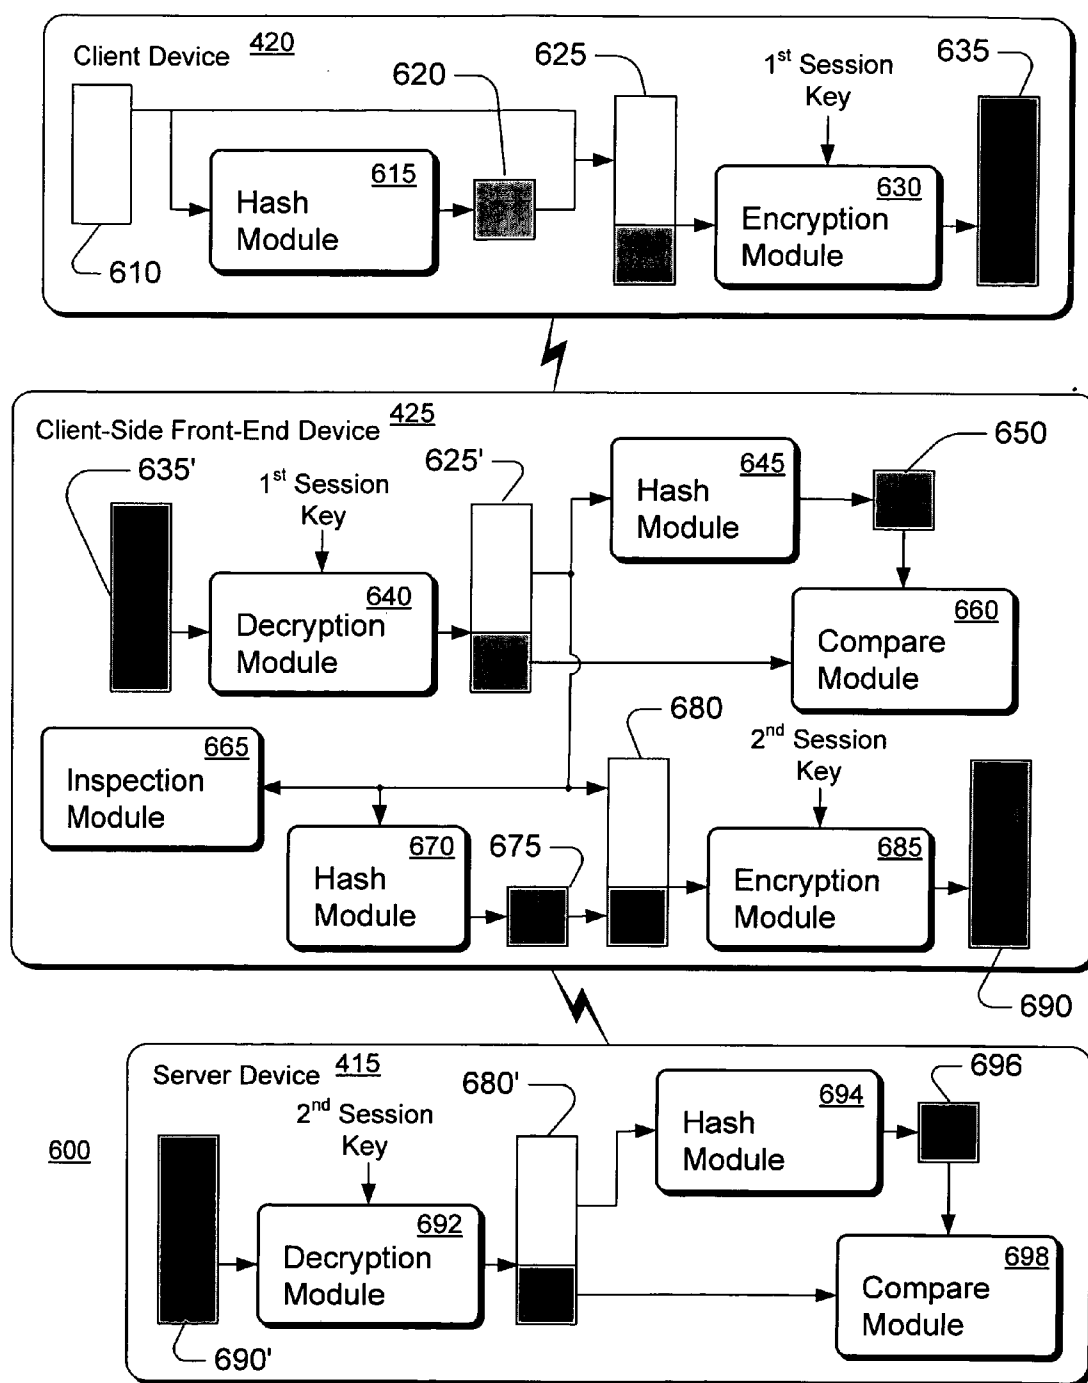 Client Device 420
620
625
1st Session
Key
635
615
Hash
Module
630
Encryption
Module
610
Client-Side Front-End Device 425
635'
1st Session
Key
625'
645
Hash
Module
650
640
Decryption
Module
660
Compare
Module
665
Inspection
Module
680
2nd Session
Key
670
Hash
Module
675
685
Encryption
Module
690
600
Server Device 415
2nd Session
Key
680'
694
Hash
Module
696
692
Decryption
Module
698
Compare
Module
690'